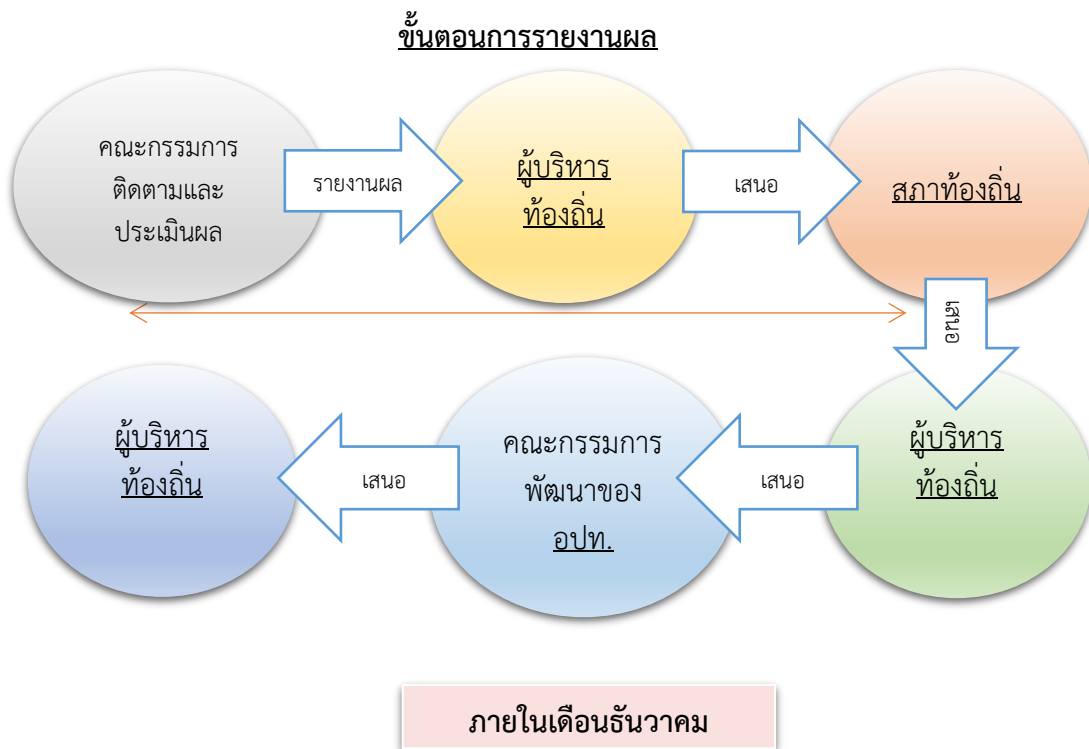 ขั้นตอนการรายงานผล
คณะกรรมการ
ติดตามและ
ประเมินผล
รายงานผล
ผู้บริหาร
ท้องถิ่น
เสนอ
สภาท้องถิ่น
เสนอ
ผู้บริหาร
ท้องถิ่น
เสนอ
คณะกรรมการ
พัฒนาของ
อปท.
เสนอ
ผู้บริหาร
ท้องถิ่น
ภายในเดือนธันวาคม